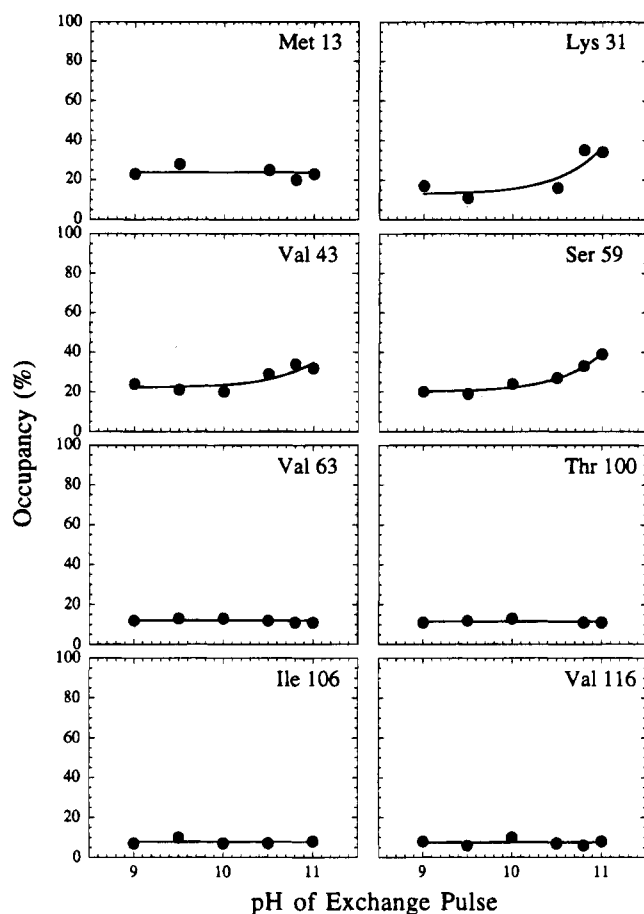 Met 13
Lys 31
100
80
60
40
20
0
Val 43
Ser 59
100
80
60
40
20
0
Val 63
Thr 100
100
80
60
40
20
0
Ile 106
Val 116
100
80
60
40
20
0
9 10 11 9 10 11
Occupancy (%)
pH of Exchange Pulse